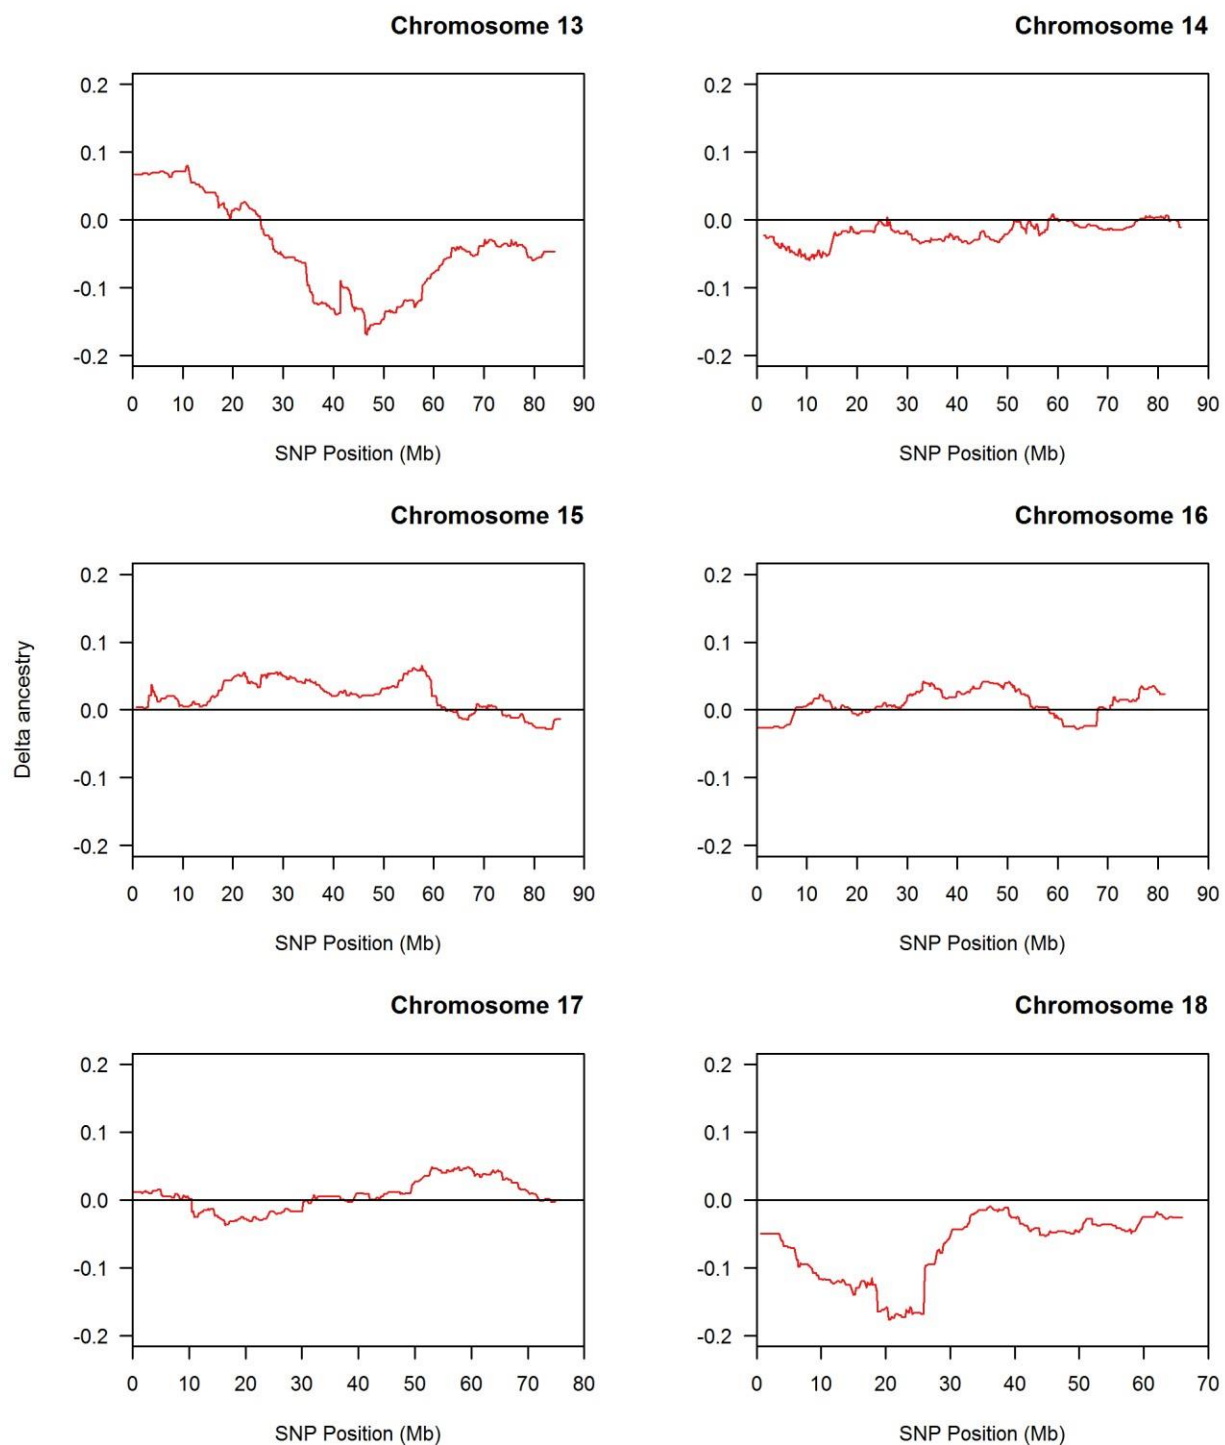 Chromosome 13
0.2
0.1
0.0
-0.1
-0.2
0 10 20 30 40 50 60 70 80 90
SNP Position (Mb)
Chromosome 14
0.2
0.1
0.0
-0.1
-0.2
0 10 20 30 40 50 60 70 80 90
SNP Position (Mb)
Delta ancestry
Chromosome 15
0.2
0.1
0.0
-0.1
-0.2
0 10 20 30 40 50 60 70 80 90
SNP Position (Mb)
Chromosome 16
0.2
0.1
0.0
-0.1
-0.2
0 10 20 30 40 50 60 70 80 90
SNP Position (Mb)
Chromosome 17
0.2
0.1
0.0
-0.1
-0.2
0 10 20 30 40 50 60 70 80
SNP Position (Mb)
Chromosome 18
0.2
0.1
0.0
-0.1
-0.2
0 10 20 30 40 50 60 70
SNP Position (Mb)